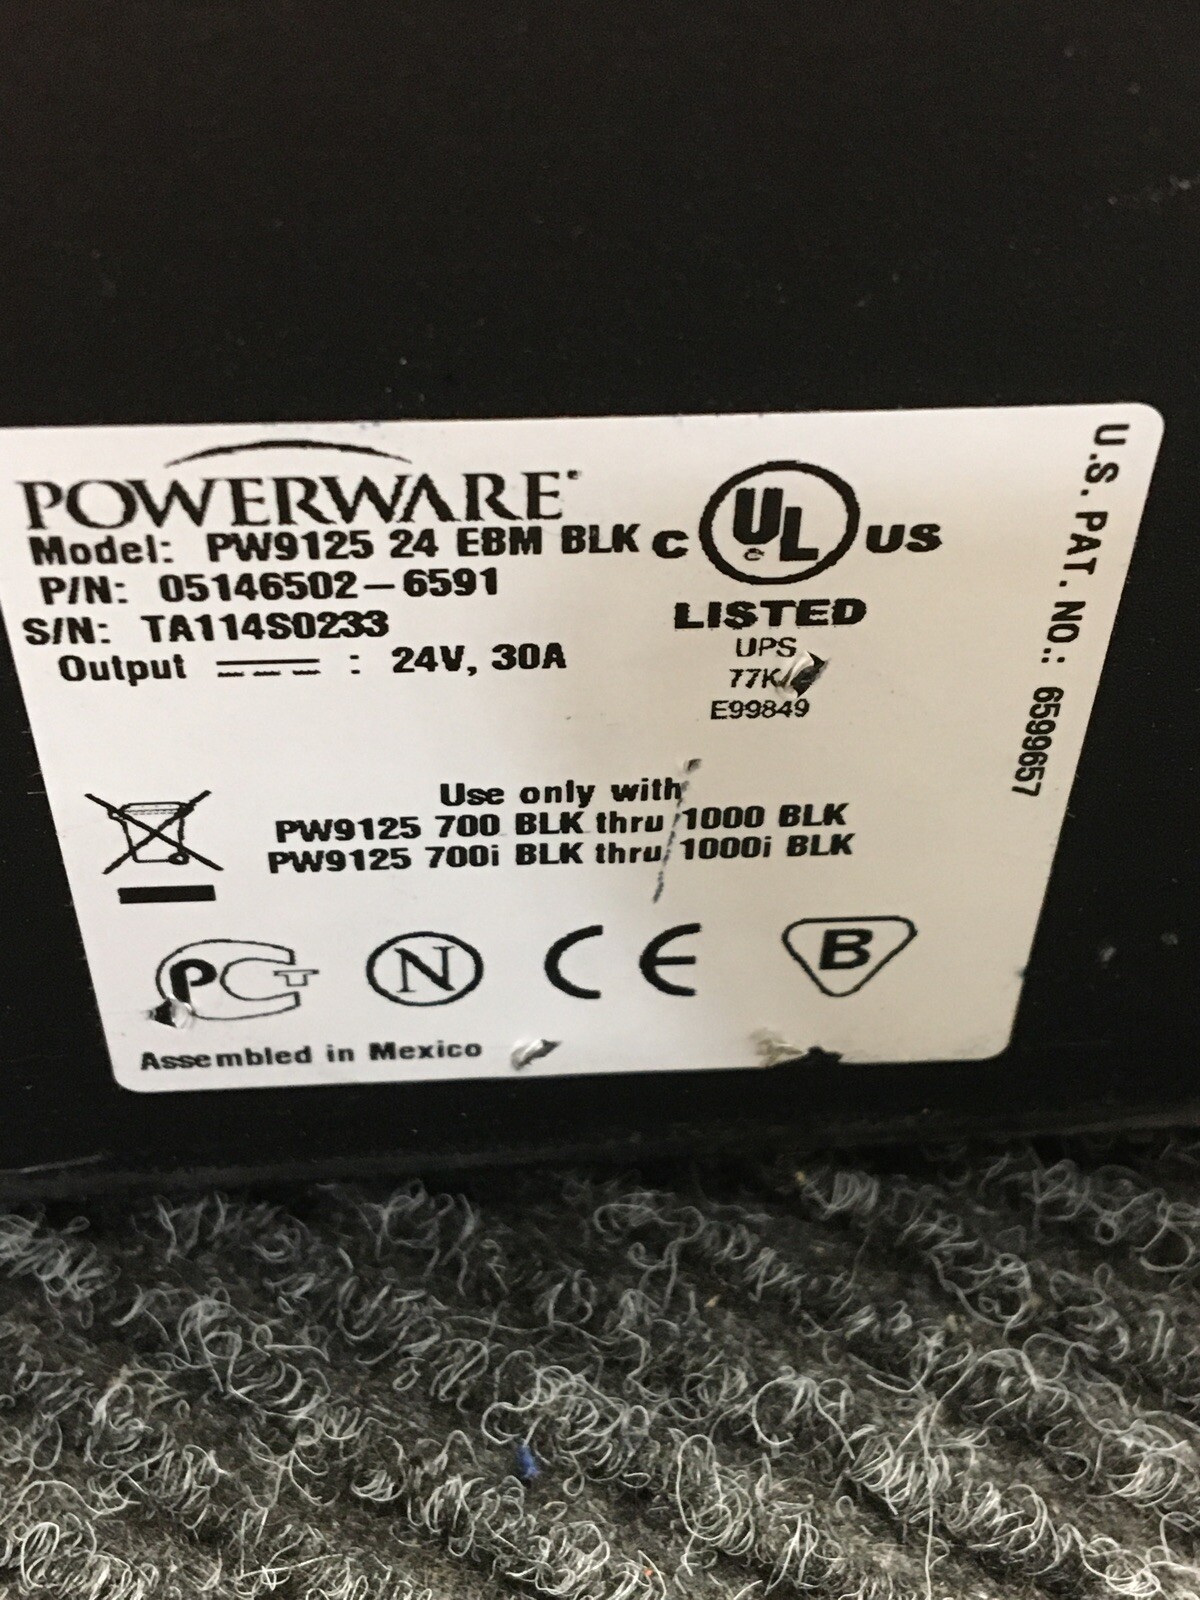 POWERWARE
Model: PW9125 24 EBM BLK
P/N: 05146502-6591
S/N: TA114S0233
Output : 24V, 30A
C UL US
LISTED
UPS
E99849
U.S. PAT. NO.: 6599657
Use only with
PW9125 700 BLK thru 1000 BLK
PW9125 700i BLK thru 1000i BLK
PCT N CE B
Assembled in Mexico